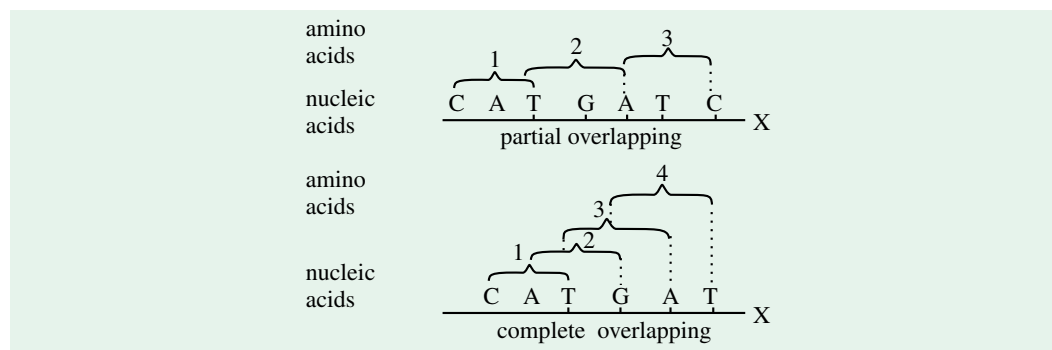 amino
acids
1 2 3
nucleic
acids
C A T G A T C
X
partial overlapping
amino
acids
4
3
2
1
nucleic
acids
C A T G A T
X
complete overlapping